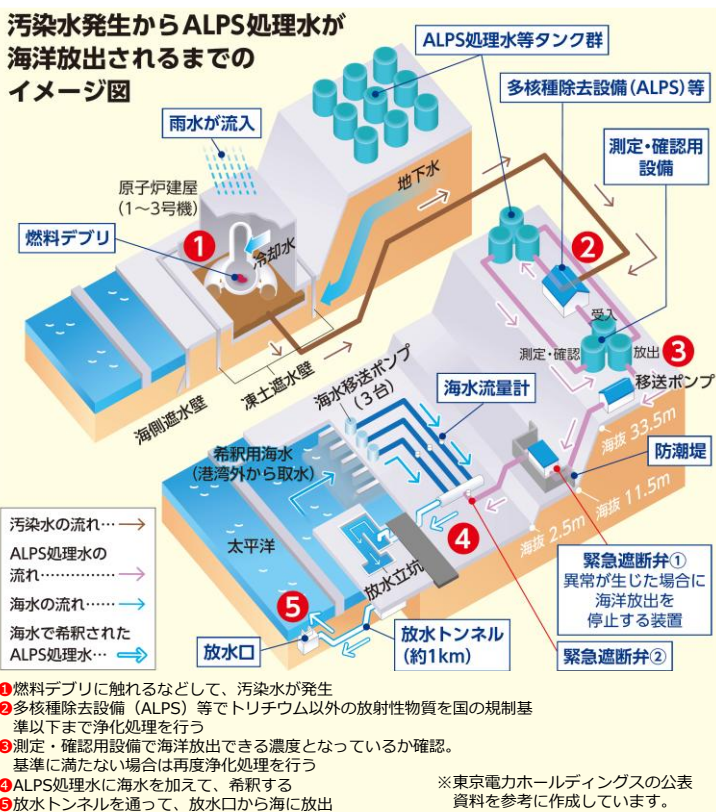 汚染水発生からALPS処理水が
海洋放出されるまでの
イメージ図
ALPS処理水等タンク群
多核種除去設備(ALPS)等
雨水が流入
測定・確認用
設備
原子炉建屋
(1〜3号機)
地下水
燃料デブリ
❶
冷却水
❷
受入
測定・確認
放出
❸
移送ポンプ
海側遮水壁
凍土遮水壁
海水移送ポンプ
(3台)
海水流量計
海抜 33.5m
防潮堤
希釈用海水
(港湾外から取水)
海抜 11.5m
海抜 2.5m
汚染水の流れ…
ALPS処理水の
流れ……………
海水の流れ……
海水で希釈された
ALPS処理水…
太平洋
❹
放水立坑
緊急遮断弁①
異常が生じた場合に
海洋放出を
停止する装置
❺
放水口
放水トンネル
(約1km)
緊急遮断弁②
❶燃料デブリに触れるなどして、汚染水が発生
❷多核種除去設備（ALPS）等でトリチウム以外の放射性物質を国の規制基
準以下まで浄化処理を行う
❸測定・確認用設備で海洋放出できる濃度となっているか確認。
基準に満たない場合は再度浄化処理を行う
❹ALPS処理水に海水を加えて、希釈する
❺放水トンネルを通って、放水口から海に放出
※東京電力ホールディングスの公表
資料を参考に作成しています。